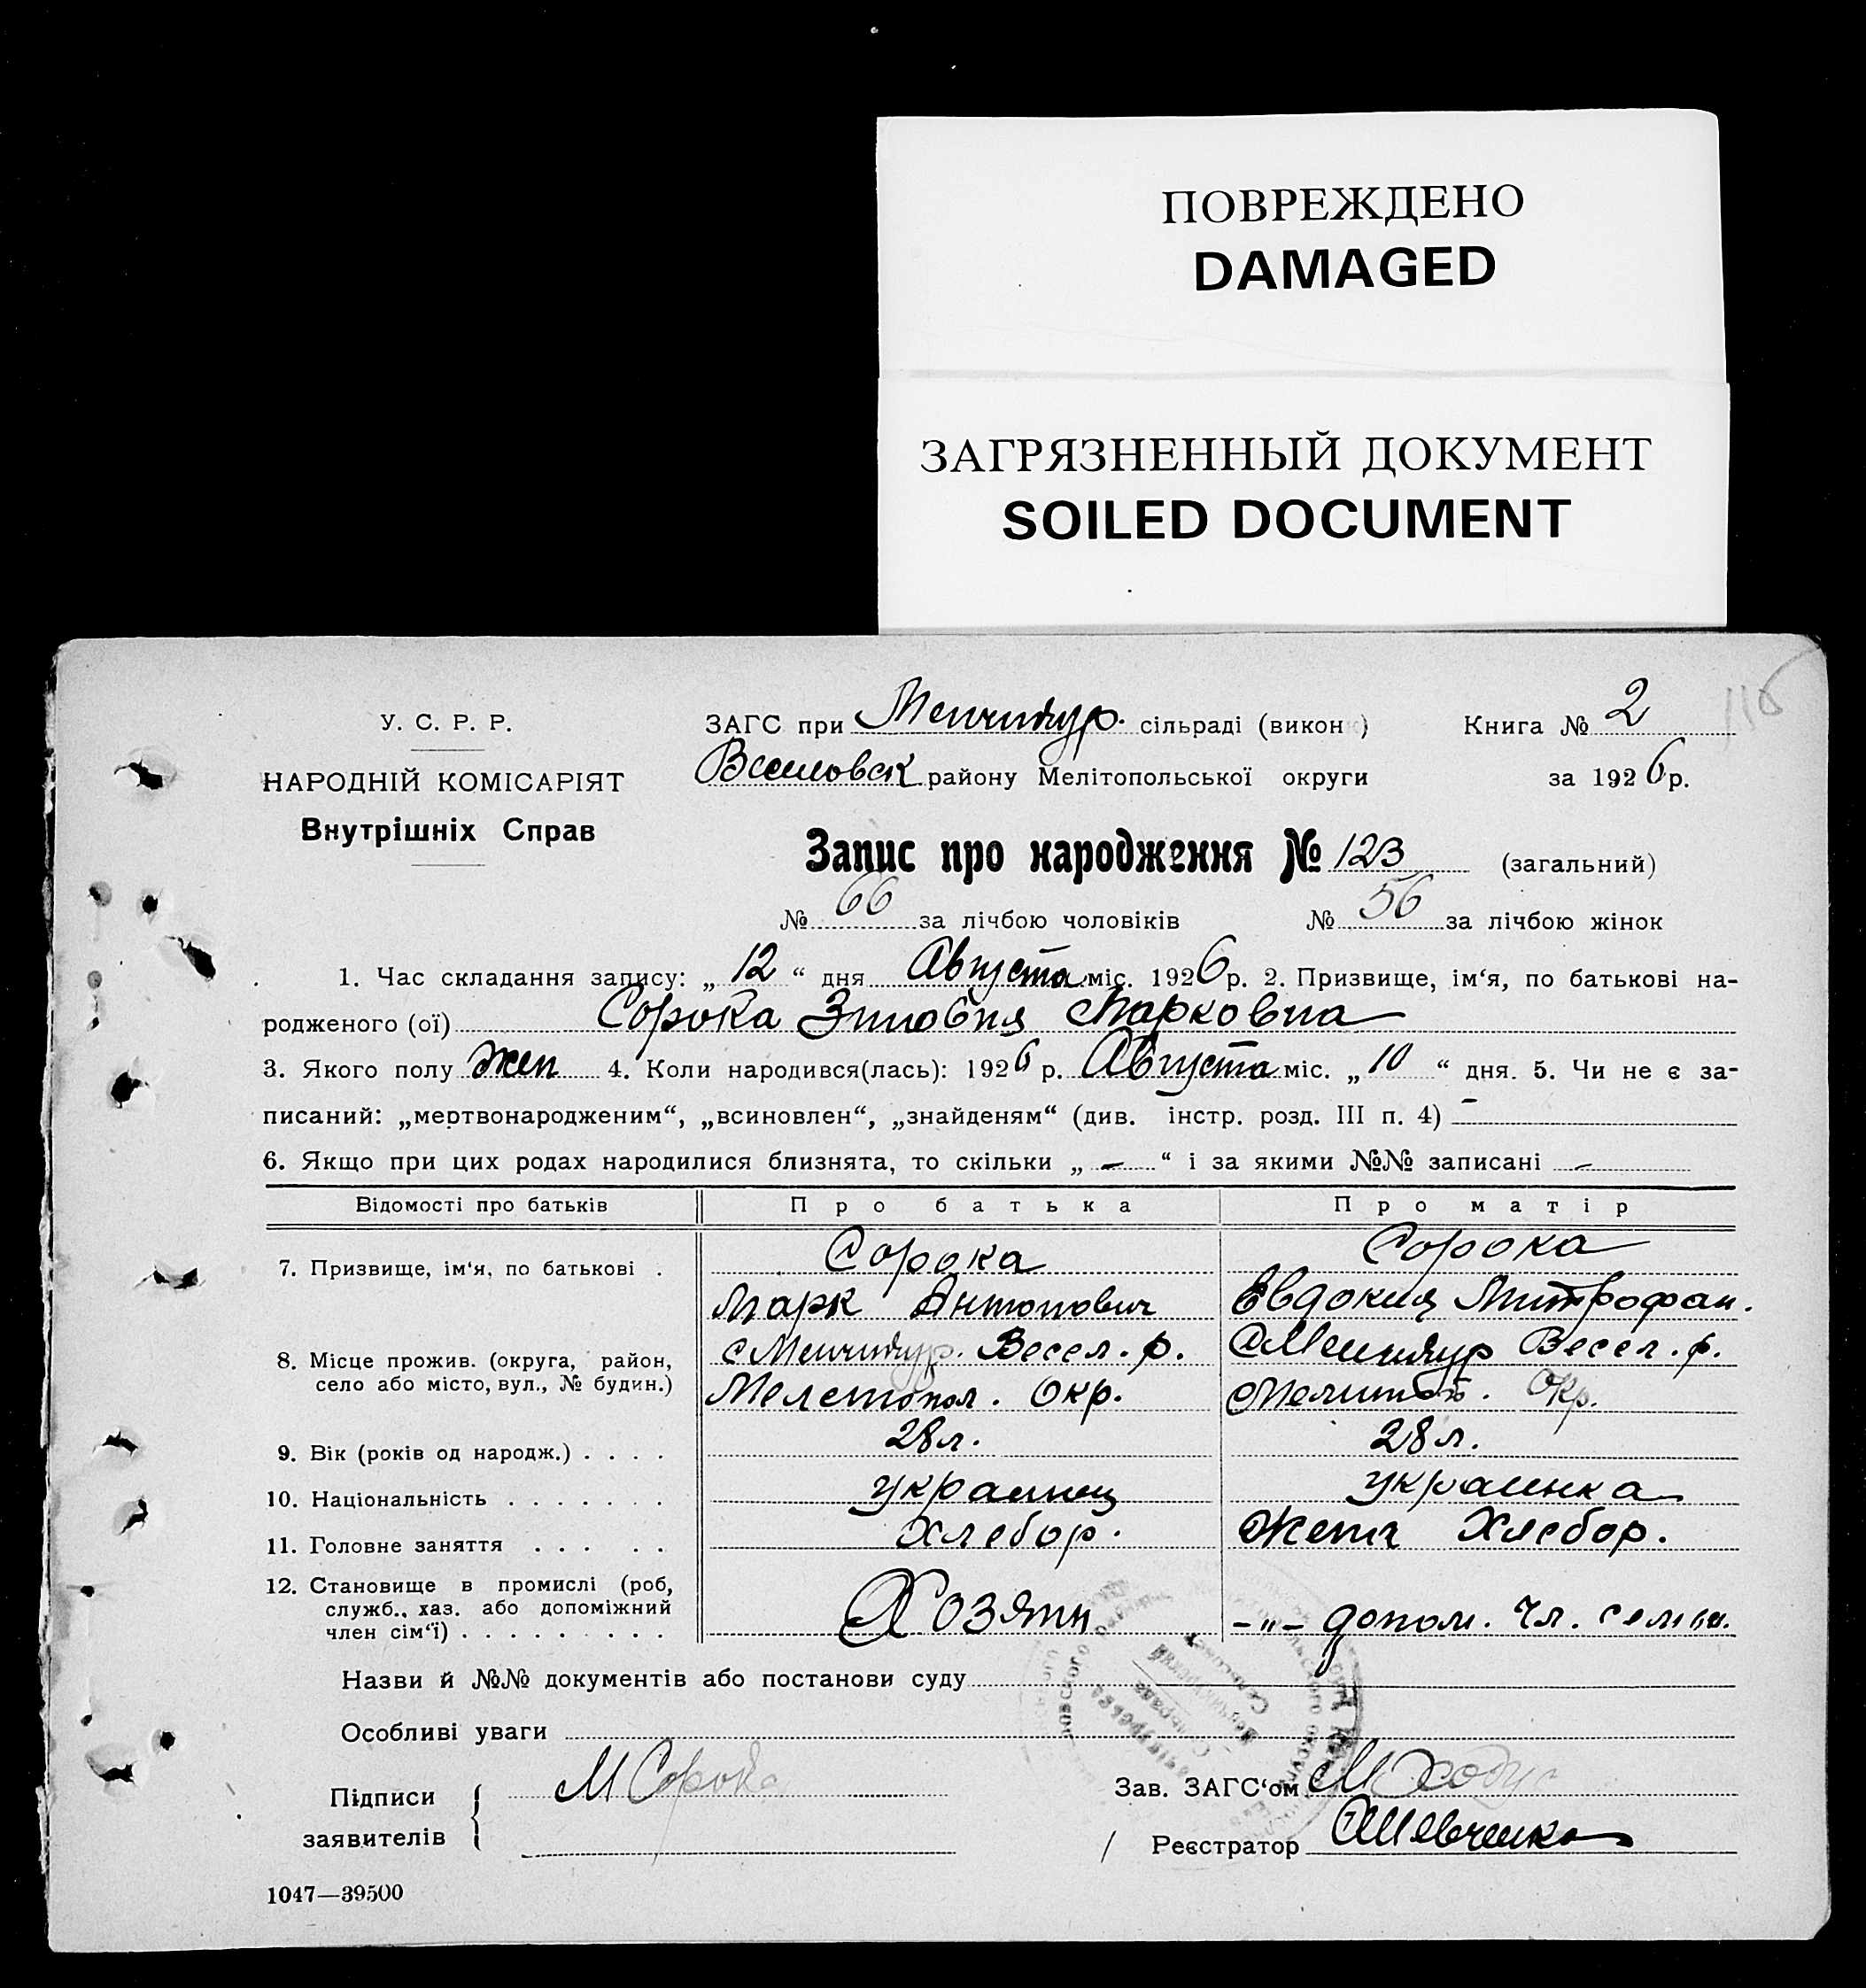 ПОВРЕЖДЕНО
DAMAGED
ЗАГРЯЗНЕННЫЙ ДОКУМЕНТ
SOILED DOCUMENT
116
У. С. Р. Р.
НАРОДНІЙ КОМІСАРІЯТ
Внутрішніх Справ
ЗАГС при Менчикур. сільраді (викон ) Книга № 2
Веселовск району Мелітопольської округи за 1926 р.
Запис про народження № 123 (загальний)
№ 66 за лічбою чоловіків № 56 за лічбою жінок
1. Час складання запису: „ 12 “ дня Августа міс. 1926 р. 2. Призвище, ім‘я, по батькові на-
родженого (ої) Сорока Зиновия Марковна
3. Якого полу жен 4. Коли народився(лась): 1926 р. Августа міс. „ 10 “ дня. 5. Чи не є за-
писаний: „мертвонародженим“, „всиновлен“, „знайденям“ (див. інстр. розд. III п. 4) -
6. Якщо при цих родах народилися близнята, то скільки „ - “ і за якими №№ записані -
Відомості про батьків Про батька Про матір
7. Призвище, ім‘я, по батькові . Сорока Сорока
Марк Антонович Евдокия Митрофан.
8. Місце прожив. (округа, район, с Менчикур. Весел. р. с Менчикур Весел. р.
село або місто, вул., № будин.) Мелетопол. Окр. Мелитоп. Окр.
9. Вік (років од народж.) . . . . 28 л. 28 л.
10. Національність . . . . . . . украинец украинка
11. Головне заняття . . . . . Хлебор. Жена Хлебор.
12. Становище в промислі (роб,
служб., хаз. або допоміжний
член сім‘ї) . . . . . . . . . Хозяин -„- допом. чл. семьи.
Назви й №№ документів або постанови суду
Особливі уваги
Підписи заявителів М Сорока
Зав. ЗАГС‘ом
Реєстратор Шевченко
1047—39500